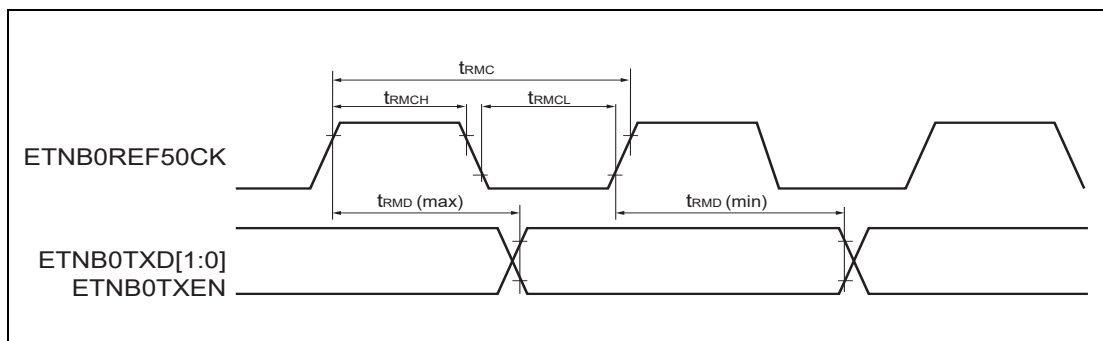 tRMC
tRMCH
tRMCL
ETNB0REF50CK
tRMD (max)
tRMD (min)
ETNB0TXD[1:0]
ETNB0TXEN